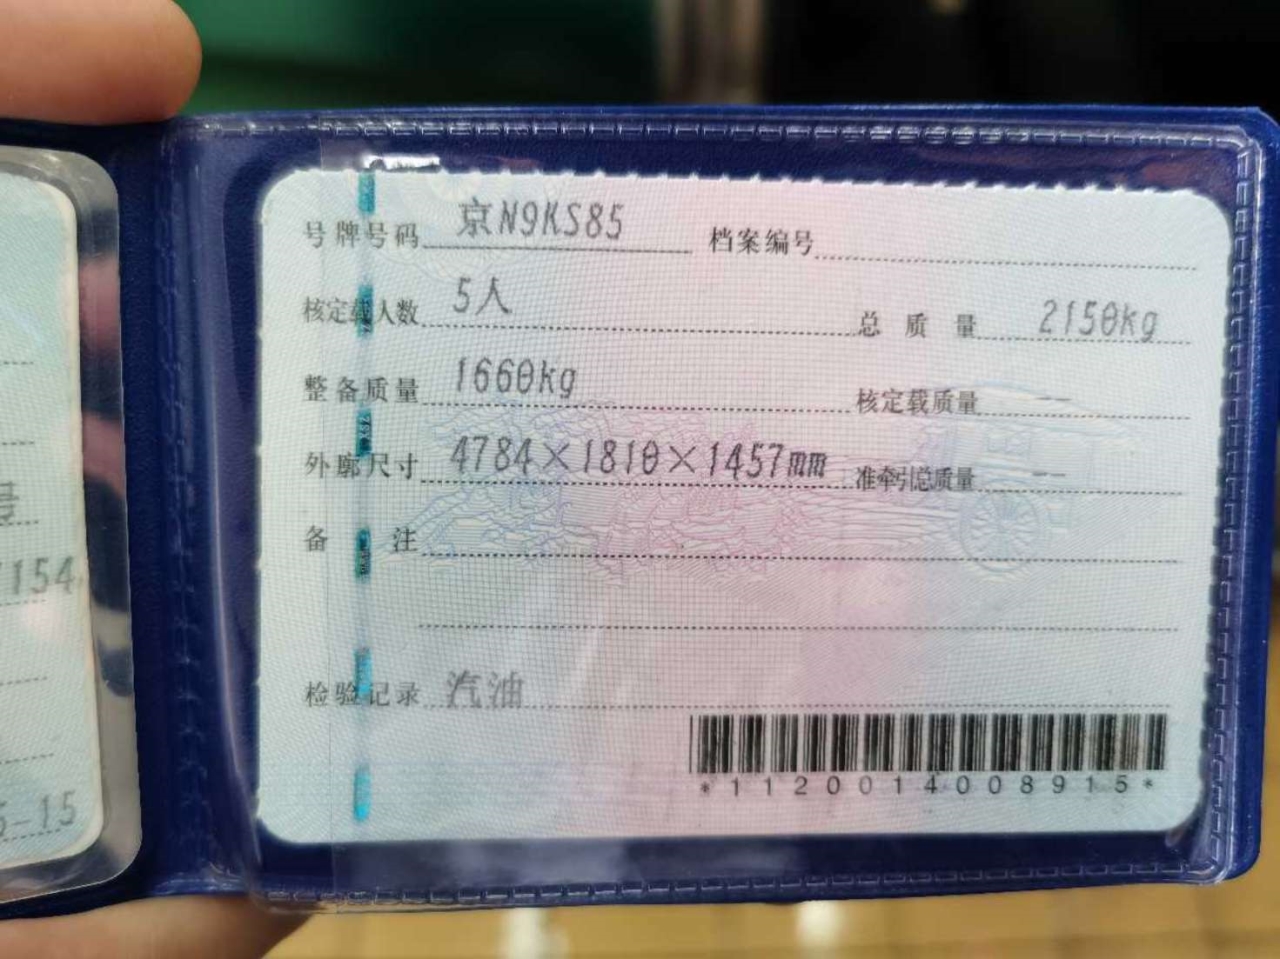 号牌号码 京N9KS85 档案编号
核定载人数 5人 总质量 2150kg
整备质量 1660kg 核定载质量 --
外廓尺寸 4784×1810×1457mm 准牵引总质量 --
备注
检验记录 汽油
*1120014008915*
号
154
-15